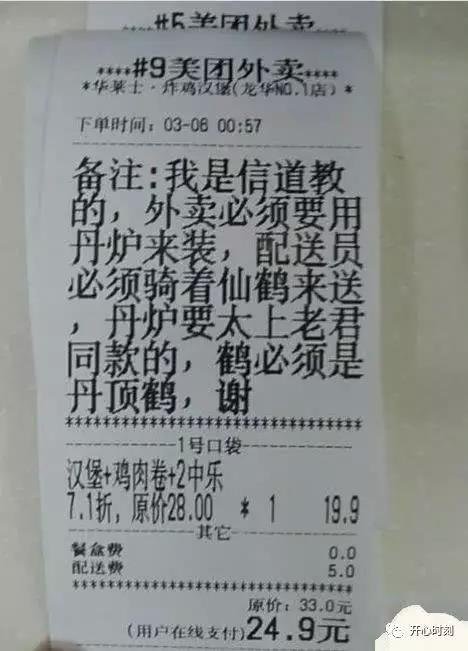 #5美团外卖
****#9美团外卖****
*华莱士·炸鸡汉堡(龙华NO.1店)*
下单时间：03-08 00:57
备注:我是信道教
的，外卖必须要用
丹炉来装，配送员
必须骑着仙鹤来送
，丹炉要太上老君
同款的，鹤必须是
丹顶鹤，谢
********************************
1号口袋
汉堡+鸡肉卷+2中乐
7.1折，原价28.00 * 1 19.9
其它
餐盒费 0.0
配送费 5.0
********************************
原价：33.0元
(用户在线支付)24.9元
开心时刻